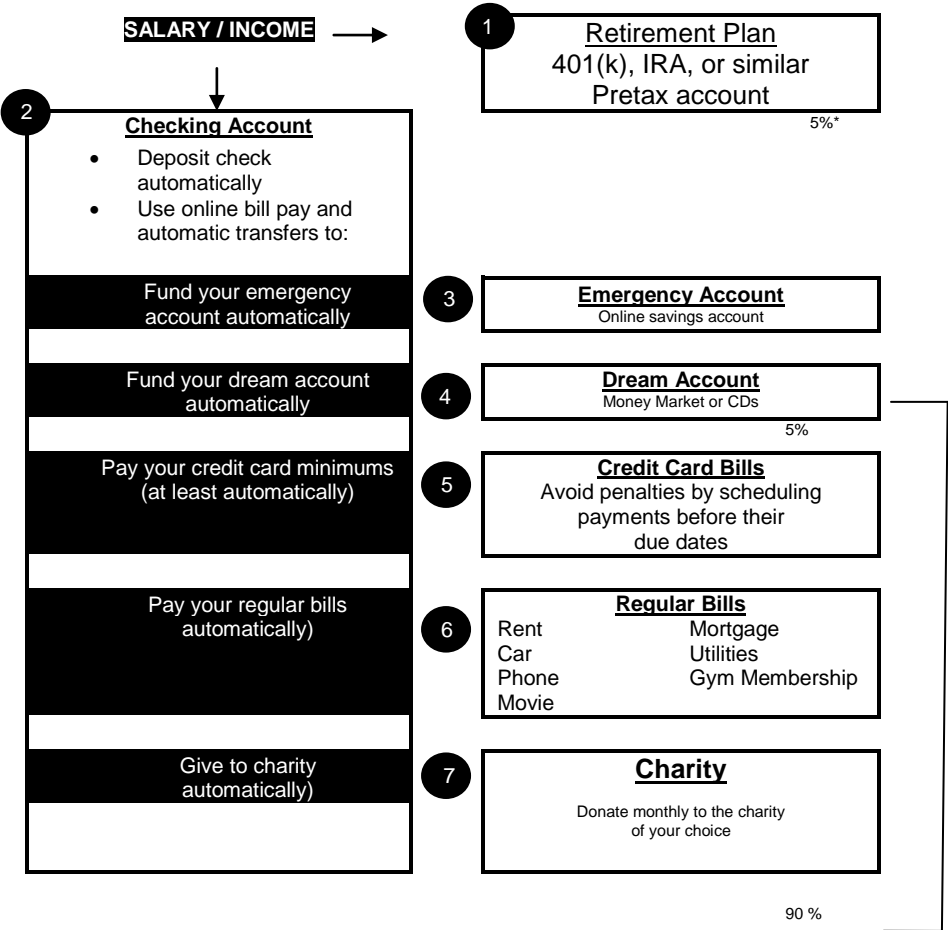 SALARY / INCOME
1
Retirement Plan
401(k), IRA, or similar
Pretax account
5%*
2
Checking Account
• Deposit check
automatically
• Use online bill pay and
automatic transfers to:
Fund your emergency
account automatically
3
Emergency Account
Online savings account
Fund your dream account
automatically
4
Dream Account
Money Market or CDs
5%
Pay your credit card minimums
(at least automatically)
5
Credit Card Bills
Avoid penalties by scheduling
payments before their
due dates
Pay your regular bills
automatically)
6
Regular Bills
Rent Mortgage
Car Utilities
Phone Gym Membership
Movie
Give to charity
automatically)
7
Charity
Donate monthly to the charity
of your choice
90 %